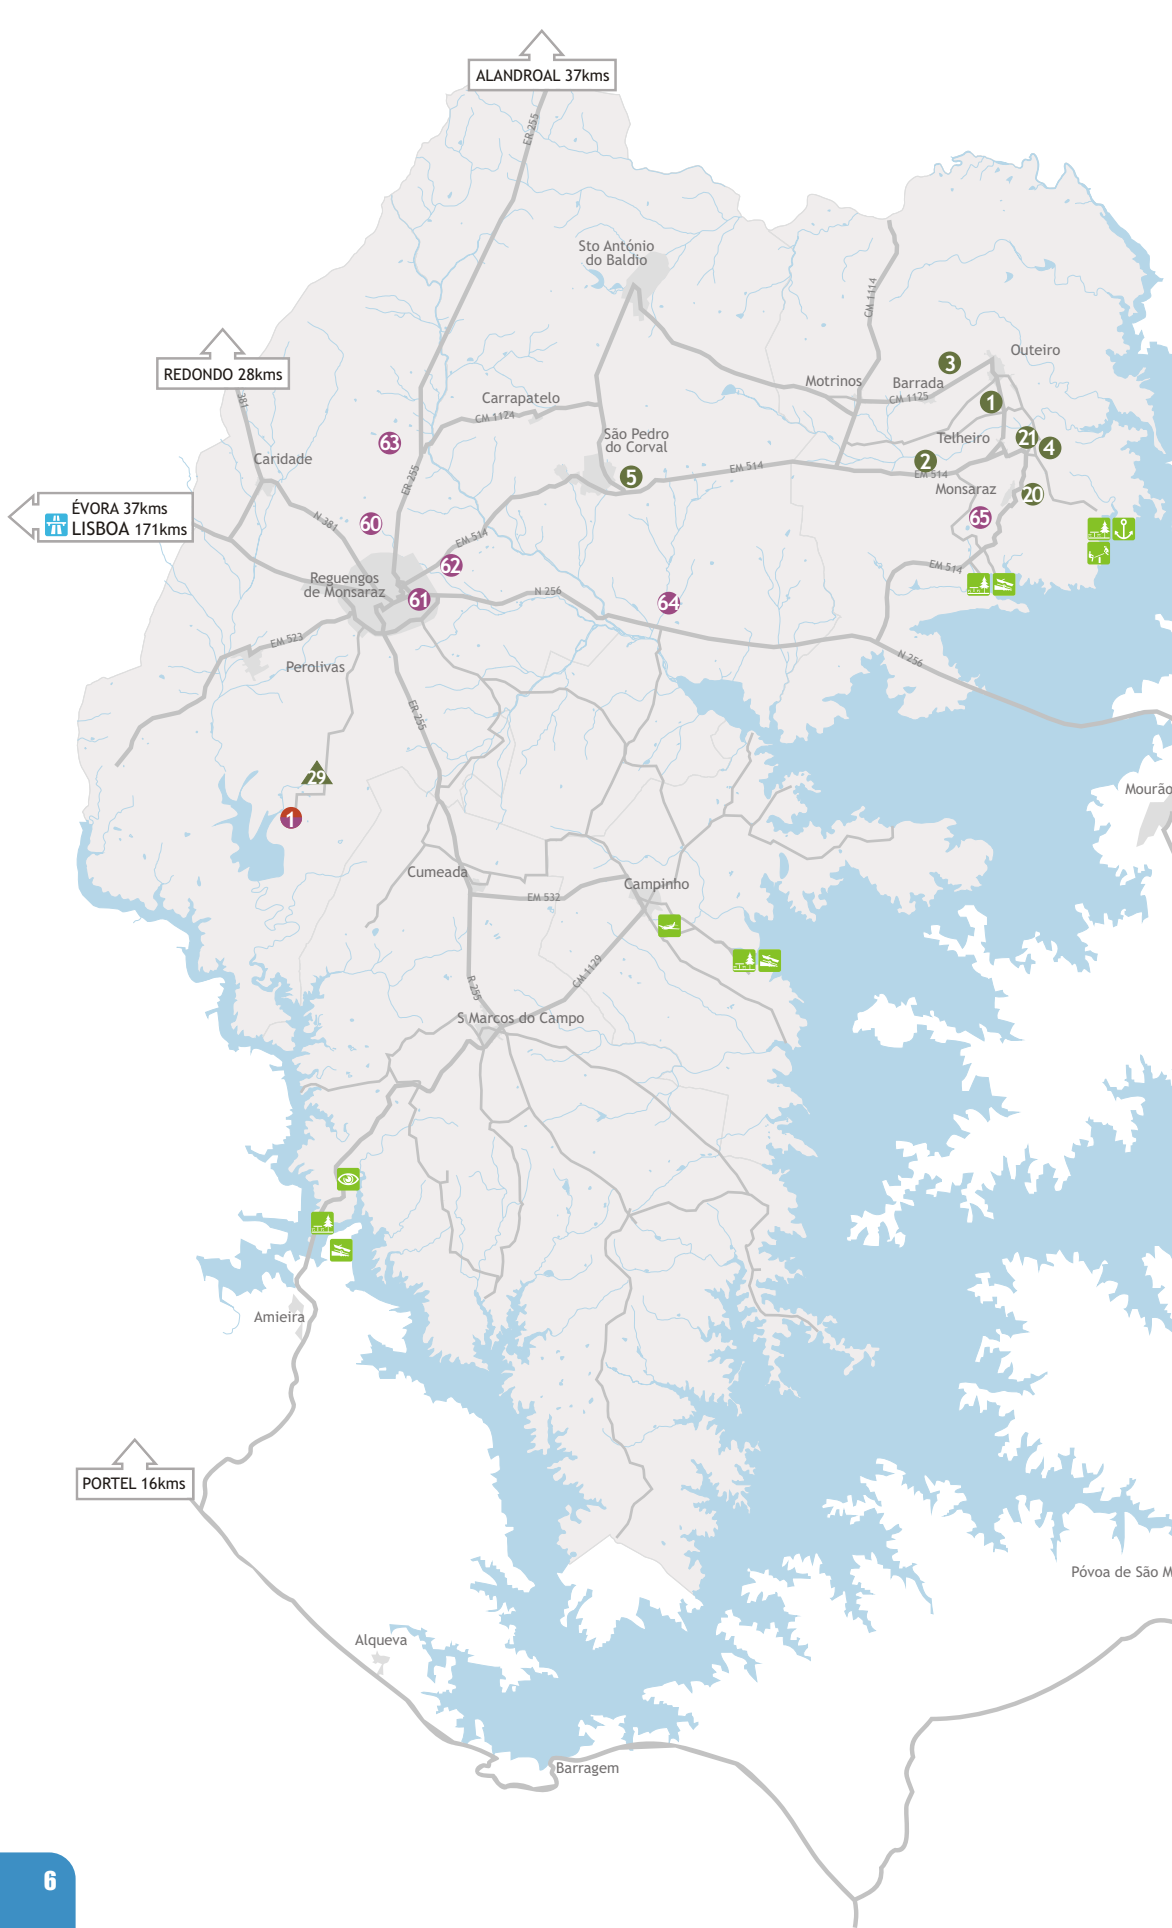 ALANDROAL 37kms
ER 255
Sto António
do Baldio
CM 1114
REDONDO 28kms
381
3
Outeiro
Motrinos
Barrada
CM 1125
1
Carrapatelo
CM 1124
63
São Pedro
do Corval
Telheiro
21
4
Caridade
ER 255
5
EM 514
2
EM 514
Monsaraz
20
ÉVORA 37kms
LISBOA 171kms
N 381
60
65
EM 514
62
EM 514
Reguengos
de Monsaraz
61
N 256
64
EM 523
Perolivas
N 256
ER 255
29
1
Mourão
Cumeada
Campinho
EM 532
CM 1129
R 255
S Marcos do Campo
Amieira
PORTEL 16kms
Póvoa de São M
Alqueva
Barragem
6